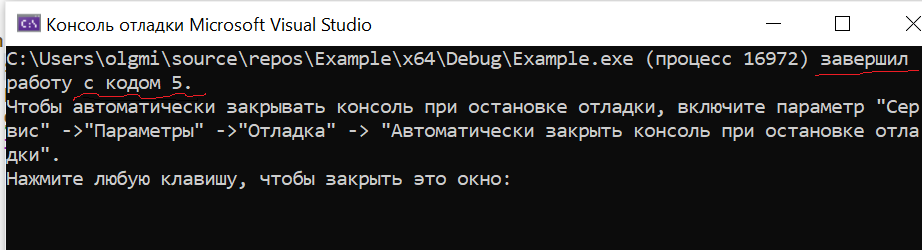 Консоль отладки Microsoft Visual Studio
C:\Users\olgmi\source\repos\Example\x64\Debug\Example.exe (процесс 16972) завершил
работу с кодом 5.
Чтобы автоматически закрывать консоль при остановке отладки, включите параметр "Сер
вис" ->"Параметры" ->"Отладка" -> "Автоматически закрыть консоль при остановке отла
дки".
Нажмите любую клавишу, чтобы закрыть это окно: